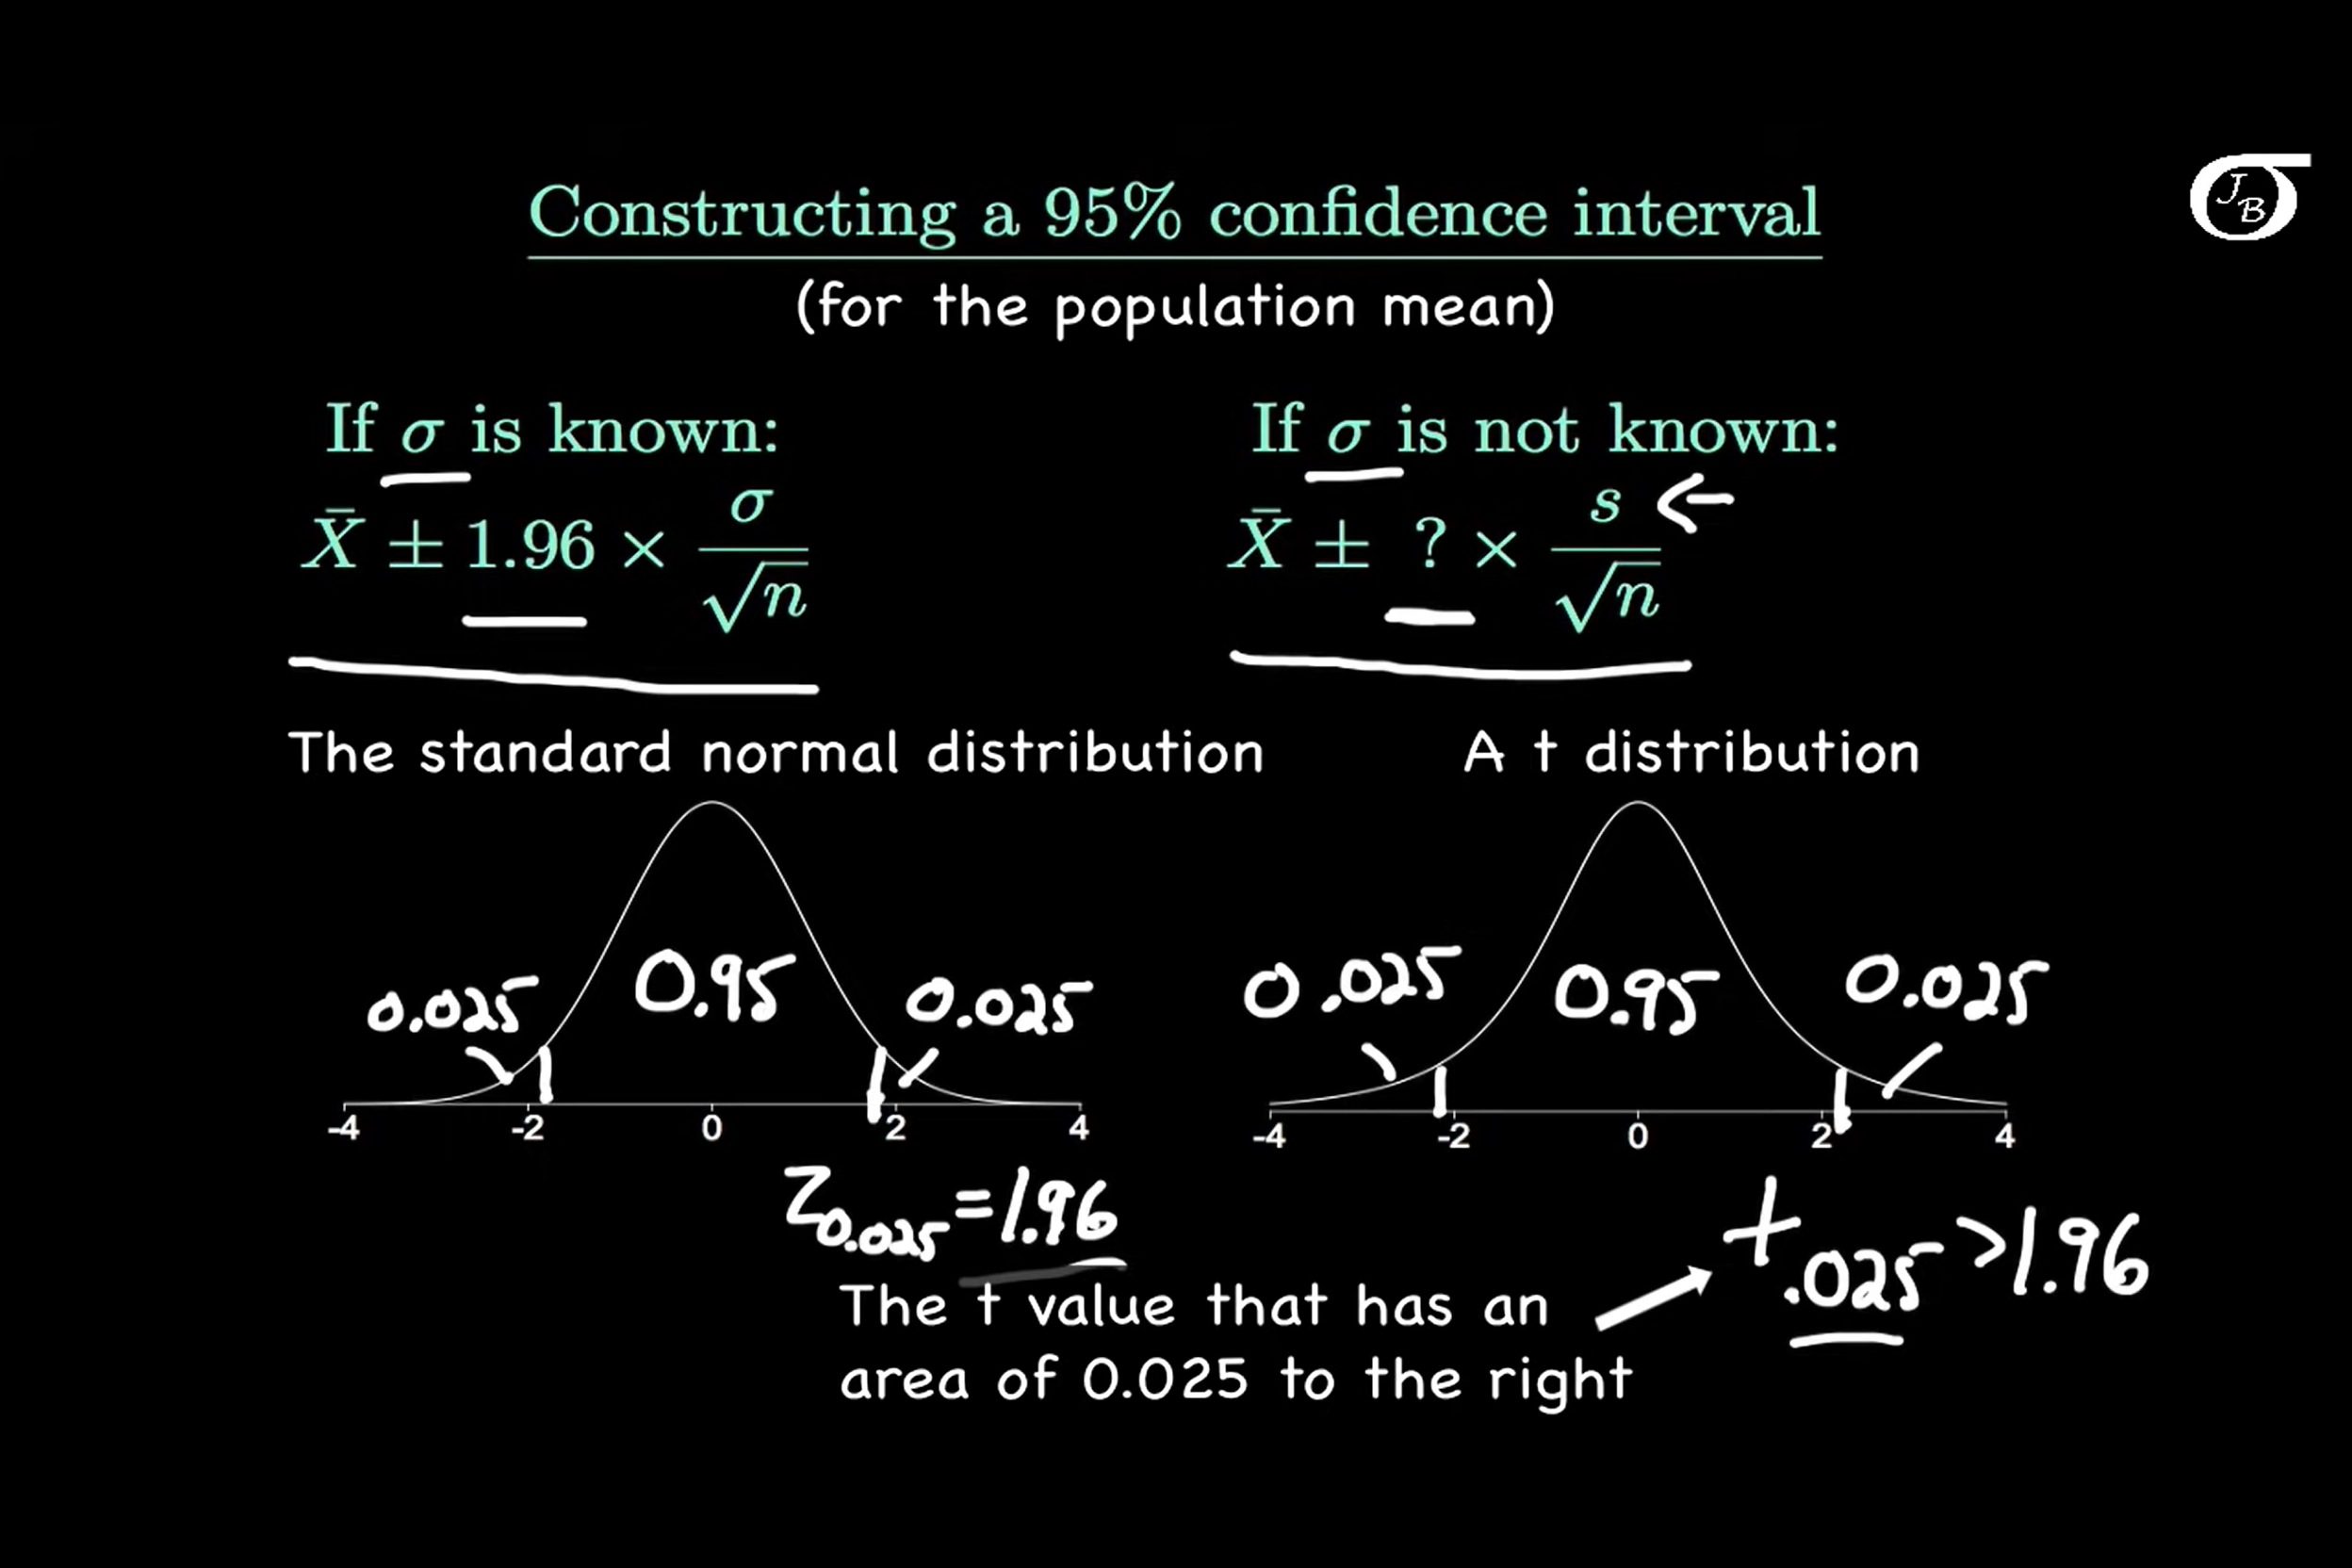 Constructing a 95% confidence interval
JB
(for the population mean)
If σ is known:
X̄ ± 1.96 × σ/√n
If σ is not known:
X̄ ± ? × s/√n
The standard normal distribution
0.025
0.95
0.025
-4 -2 0 2 4
Z0.025 = 1.96
A t distribution
0.025
0.95
0.025
-4 -2 0 2 4
t.025 > 1.96
The t value that has an
area of 0.025 to the right